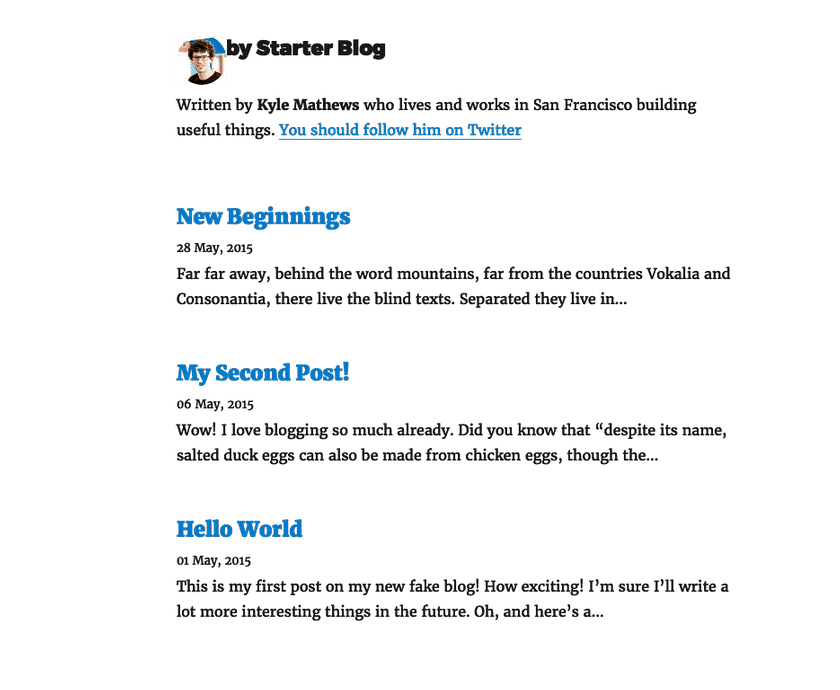 by Starter Blog
Written by Kyle Mathews who lives and works in San Francisco building
useful things. You should follow him on Twitter
New Beginnings
28 May, 2015
Far far away, behind the word mountains, far from the countries Vokalia and
Consonantia, there live the blind texts. Separated they live in…
My Second Post!
06 May, 2015
Wow! I love blogging so much already. Did you know that “despite its name,
salted duck eggs can also be made from chicken eggs, though the…
Hello World
01 May, 2015
This is my first post on my new fake blog! How exciting! I’m sure I’ll write a
lot more interesting things in the future. Oh, and here’s a…